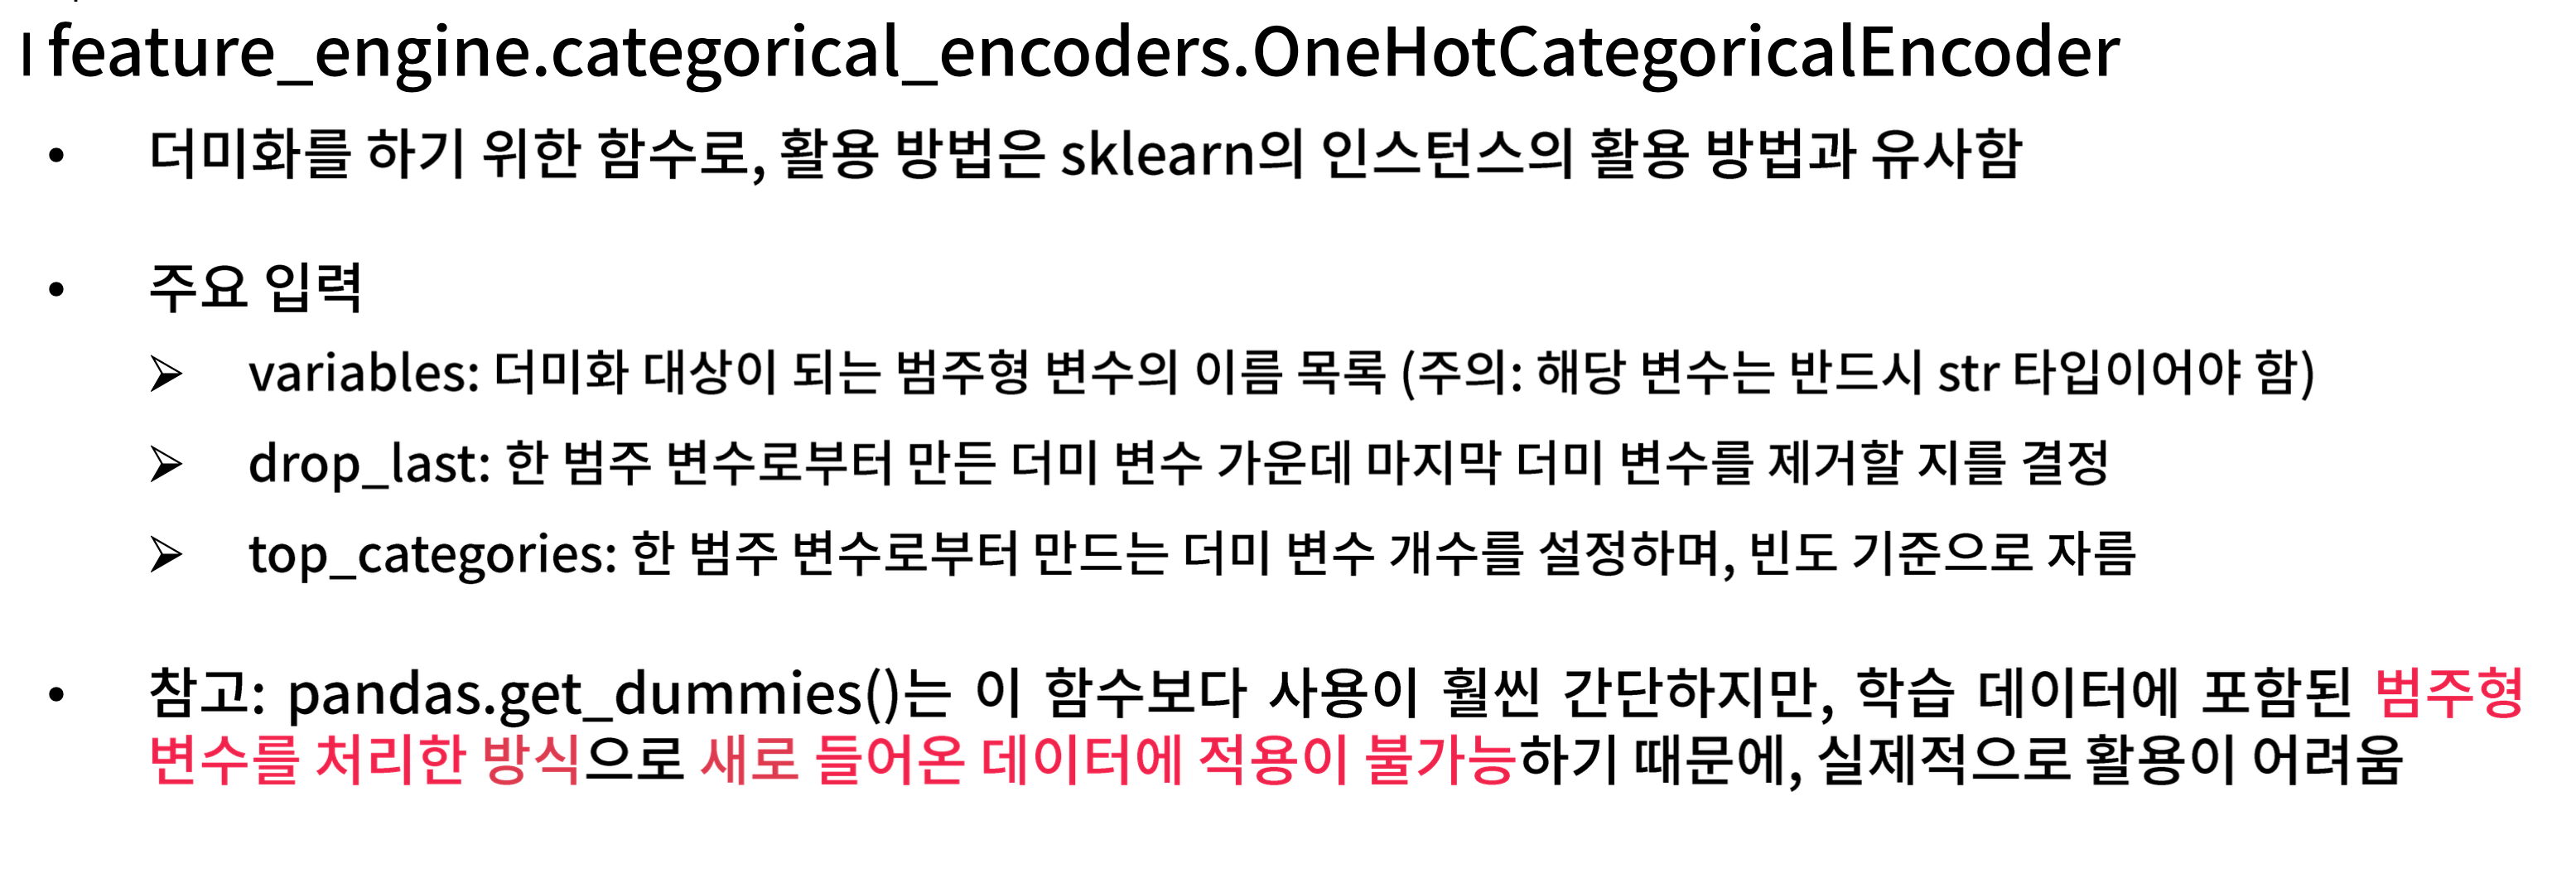 feature_engine.categorical_encoders.OneHotCategoricalEncoder
• 더미화를 하기 위한 함수로, 활용 방법은 sklearn의 인스턴스의 활용 방법과 유사함
• 주요 입력
➢ variables: 더미화 대상이 되는 범주형 변수의 이름 목록 (주의: 해당 변수는 반드시 str 타입이어야 함)
➢ drop_last: 한 범주 변수로부터 만든 더미 변수 가운데 마지막 더미 변수를 제거할 지를 결정
➢ top_categories: 한 범주 변수로부터 만드는 더미 변수 개수를 설정하며, 빈도 기준으로 자름
• 참고: pandas.get_dummies()는 이 함수보다 사용이 훨씬 간단하지만, 학습 데이터에 포함된 범주형
변수를 처리한 방식으로 새로 들어온 데이터에 적용이 불가능하기 때문에, 실제적으로 활용이 어려움